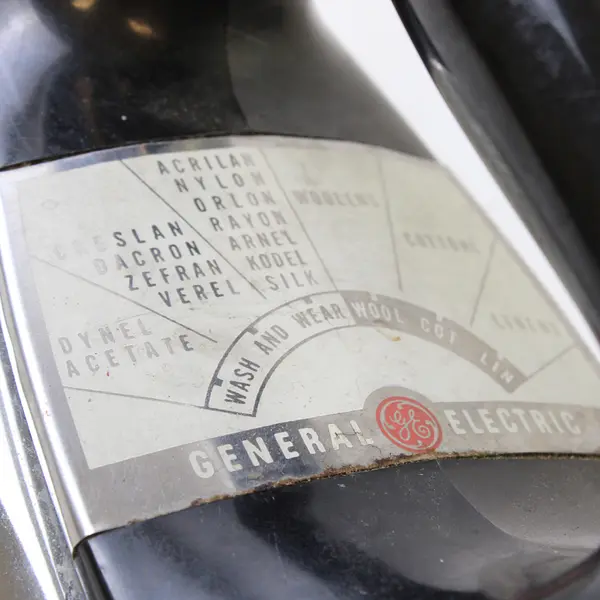 DYNEL
ACETATE
CRESLAN
DACRON
ZEFRAN
VEREL
ACRILAN
NYLON
ORLON
RAYON
ARNEL
KODEL
SILK
WOOLENS
COTTONS
LINENS
WASH AND WEAR WOOL COT LIN
GENERAL GE ELECTRIC